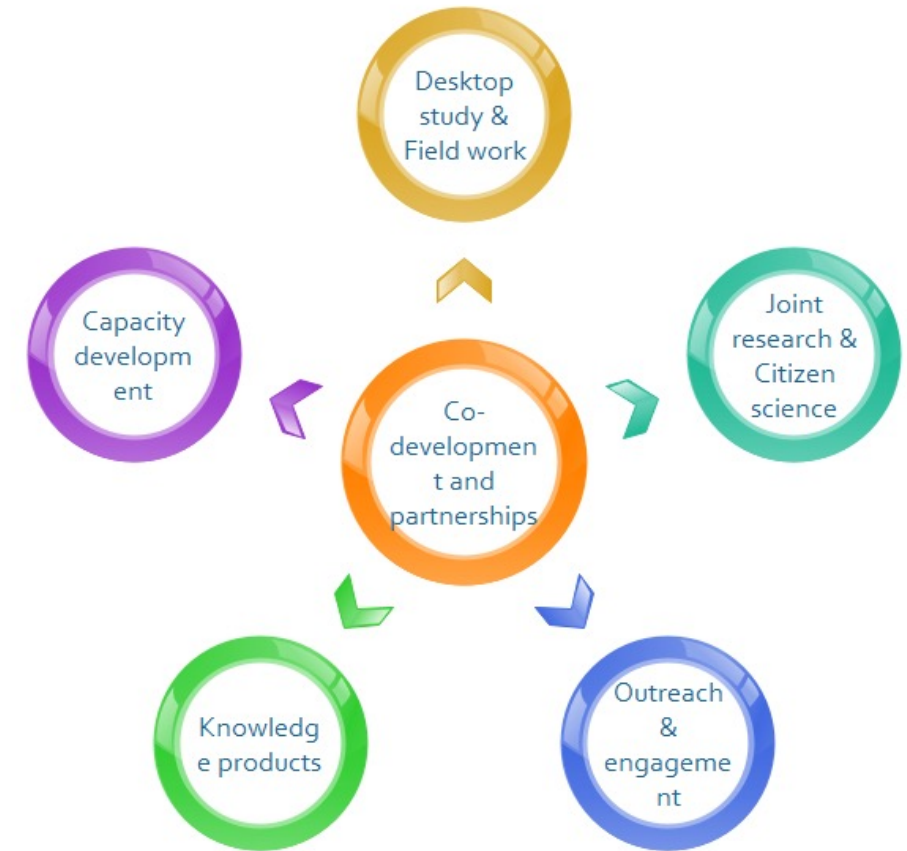 Desktop
study &
Field work
Capacity
developm
ent
Joint
research &
Citizen
science
Co-
developmen
t and
partnerships
Knowledg
e products
Outreach
&
engageme
nt